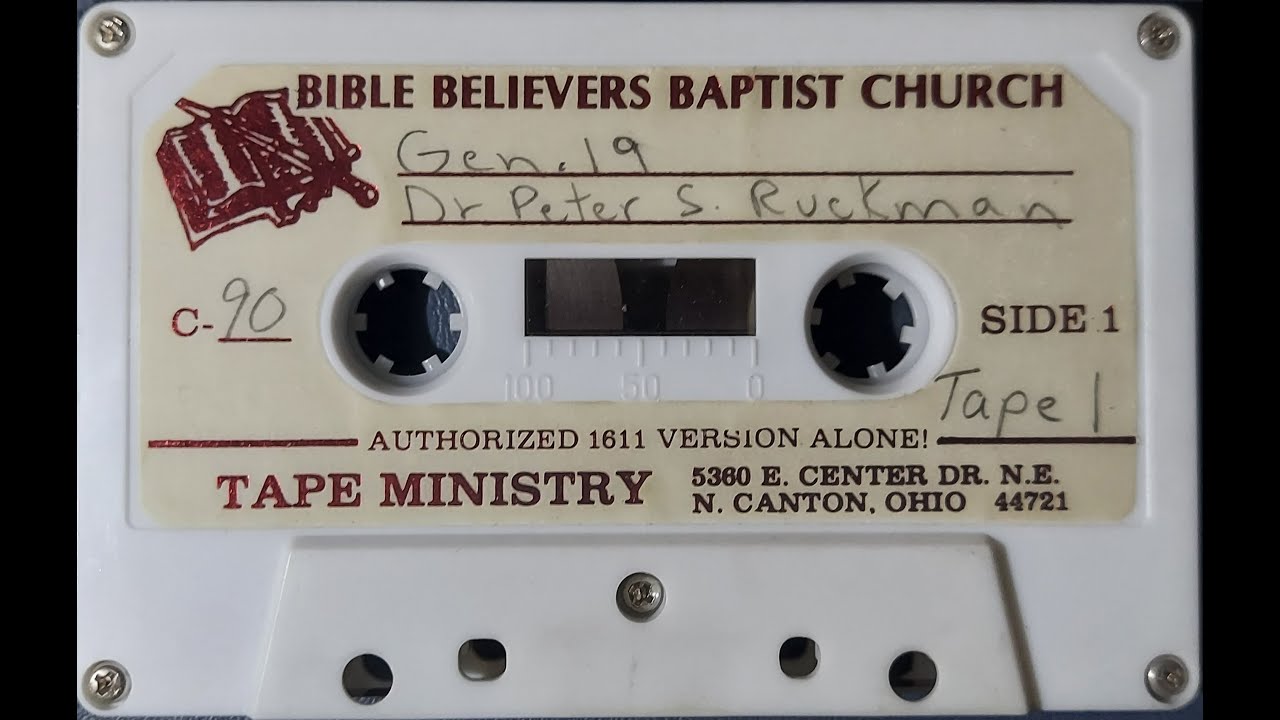 BIBLE BELIEVERS BAPTIST CHURCH
Gen. 19
Dr Peter S. Ruckman
C-90
SIDE 1
100 50 0
Tape 1
AUTHORIZED 1611 VERSION ALONE!
TAPE MINISTRY
5360 E. CENTER DR. N.E.
N. CANTON, OHIO 44721